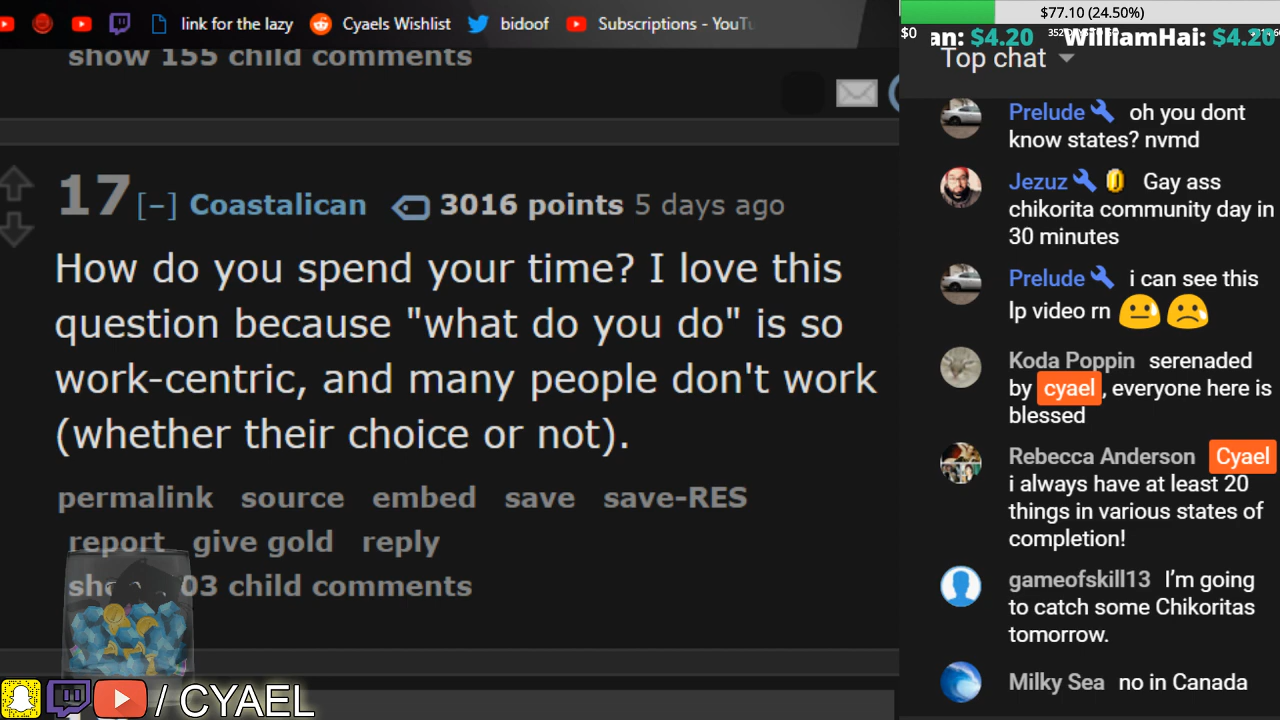 link for the lazy Cyaels Wishlist bidoof Subscriptions - YouTu
show 155 child comments
17 [–] Coastalican 3016 points 5 days ago
How do you spend your time? I love this
question because "what do you do" is so
work-centric, and many people don't work
(whether their choice or not).
permalink source embed save save-RES
report give gold reply
03 child comments
/ CYAEL
$77.10 (24.50%)
$0
an: $4.20 WilliamHai: $4.20
Top chat
Prelude oh you dont
know states? nvmd
Jezuz Gay ass
chikorita community day in
30 minutes
Prelude i can see this
lp video rn
Koda Poppin serenaded
by cyael, everyone here is
blessed
Rebecca Anderson Cyael
i always have at least 20
things in various states of
completion!
gameofskill13 I’m going
to catch some Chikoritas
tomorrow.
Milky Sea no in Canada